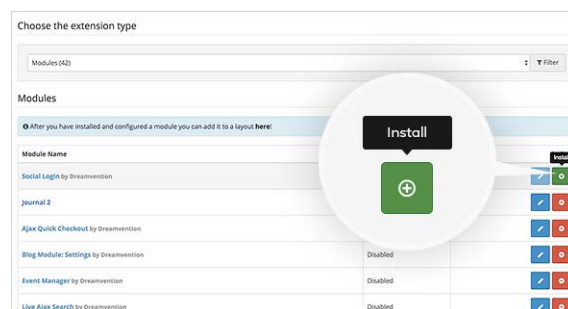 Choose the extension type
Modules (42)
Filter
Modules
After you have installed and configured a module you can add it to a layout here!
Install
Module Name
Social Login by Dreamvention
Journal 2
Ajax Quick Checkout by Dreamvention
Blog Module: Settings by Dreamvention
Disabled
Event Manager by Dreamvention
Disabled
Live Ajax Search by Dreamvention
Disabled